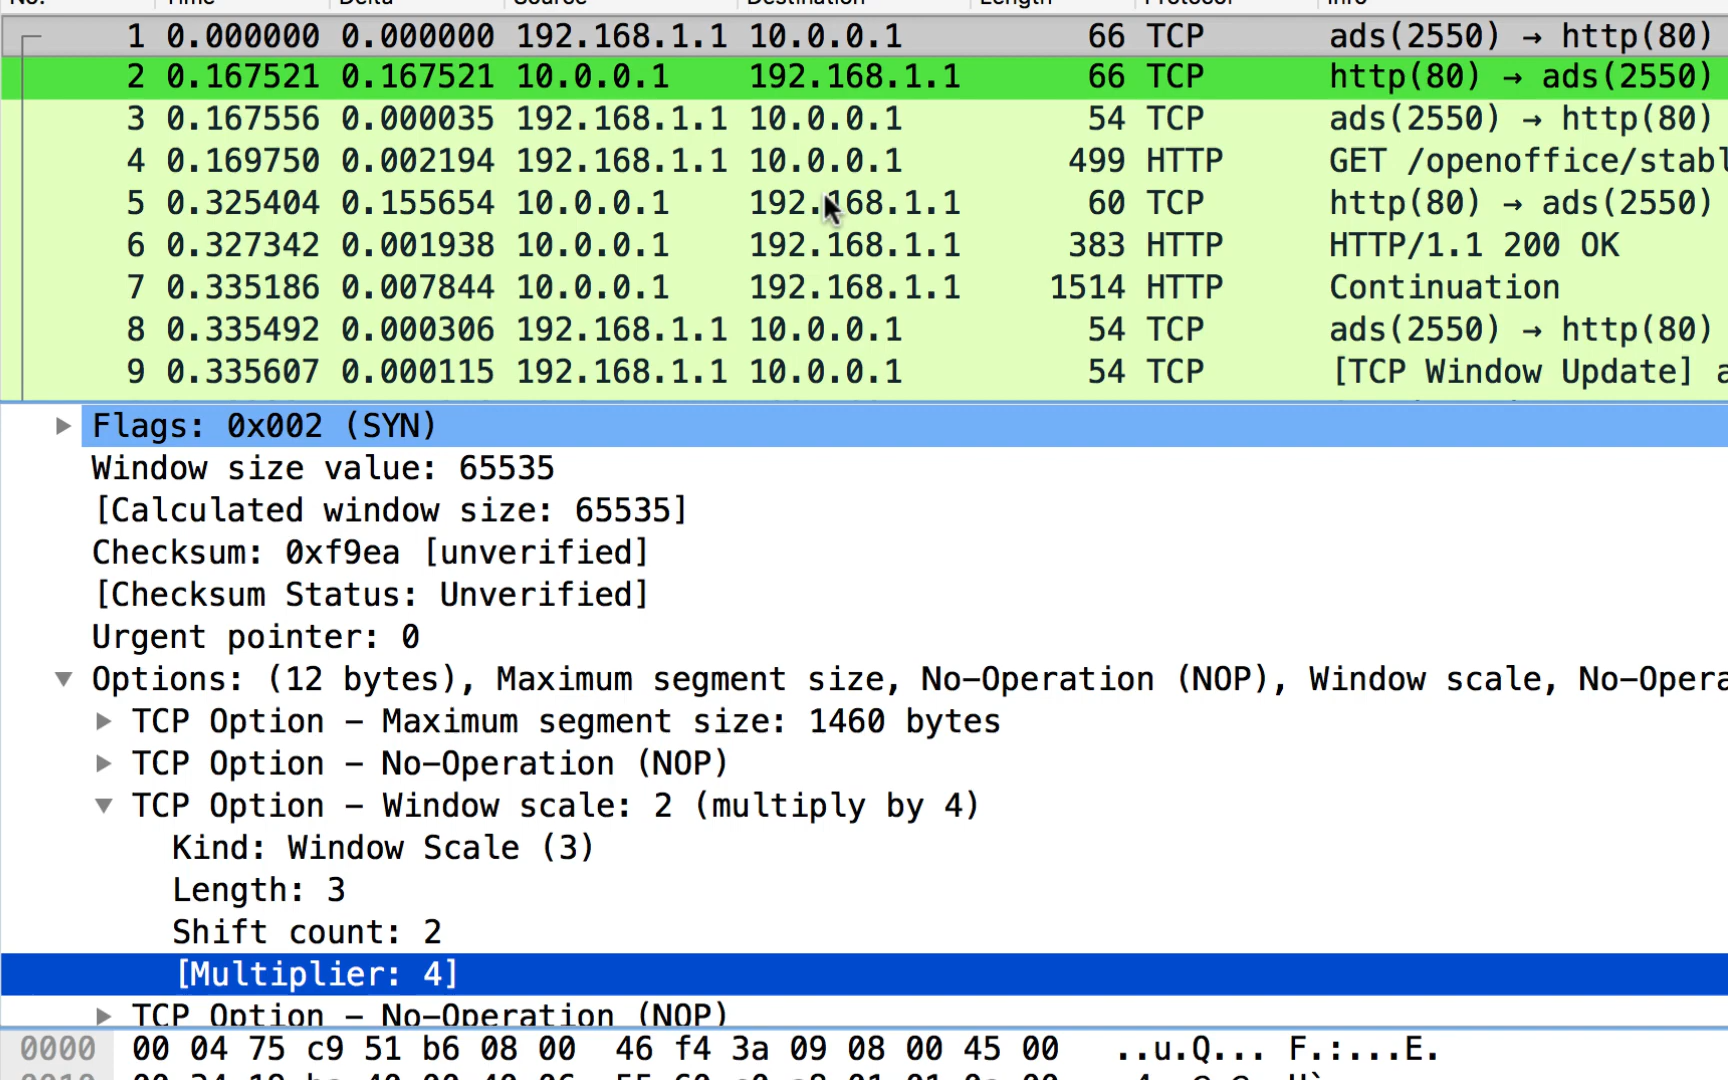 No. Time Delta Source Destination Length Protocol Info
1 0.000000 0.000000 192.168.1.1 10.0.0.1 66 TCP ads(2550) → http(80)
2 0.167521 0.167521 10.0.0.1 192.168.1.1 66 TCP http(80) → ads(2550)
3 0.167556 0.000035 192.168.1.1 10.0.0.1 54 TCP ads(2550) → http(80)
4 0.169750 0.002194 192.168.1.1 10.0.0.1 499 HTTP GET /openoffice/stabl
5 0.325404 0.155654 10.0.0.1 192.168.1.1 60 TCP http(80) → ads(2550)
6 0.327342 0.001938 10.0.0.1 192.168.1.1 383 HTTP HTTP/1.1 200 OK
7 0.335186 0.007844 10.0.0.1 192.168.1.1 1514 HTTP Continuation
8 0.335492 0.000306 192.168.1.1 10.0.0.1 54 TCP ads(2550) → http(80)
9 0.335607 0.000115 192.168.1.1 10.0.0.1 54 TCP [TCP Window Update] a
Flags: 0x002 (SYN)
Window size value: 65535
[Calculated window size: 65535]
Checksum: 0xf9ea [unverified]
[Checksum Status: Unverified]
Urgent pointer: 0
Options: (12 bytes), Maximum segment size, No-Operation (NOP), Window scale, No-Opera
TCP Option – Maximum segment size: 1460 bytes
TCP Option – No-Operation (NOP)
TCP Option – Window scale: 2 (multiply by 4)
Kind: Window Scale (3)
Length: 3
Shift count: 2
[Multiplier: 4]
TCP Option – No-Operation (NOP)
0000 00 04 75 c9 51 b6 08 00 46 f4 3a 09 08 00 45 00 ..u.Q... F.:...E.